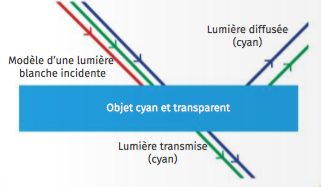 Lumière diffusée
(cyan)
Modèle d'une lumière
blanche incidente
Objet cyan et transparent
Lumière transmise
(cyan)